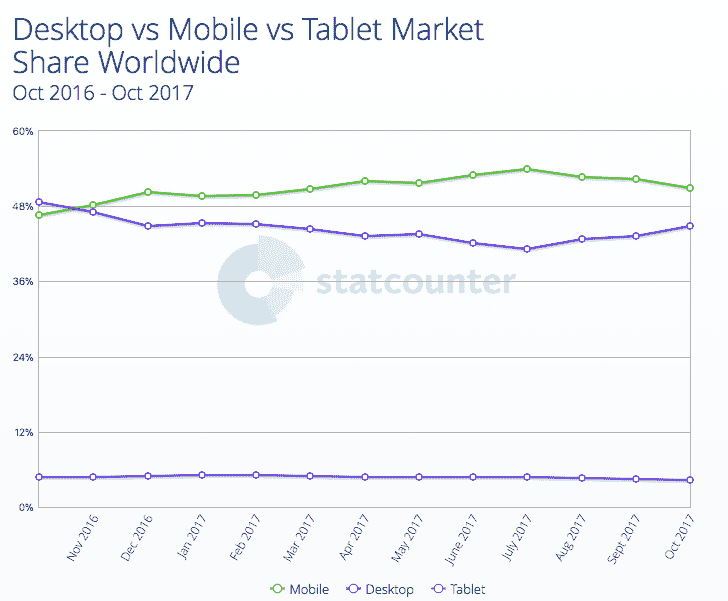 Desktop vs Mobile vs Tablet Market
Share Worldwide
Oct 2016 - Oct 2017
60%
48%
36%
24%
12%
0%
statcounter
Nov 2016
Dec 2016
Jan 2017
Feb 2017
Mar 2017
Apr 2017
May 2017
June 2017
July 2017
Aug 2017
Sept 2017
Oct 2017
Mobile Desktop Tablet